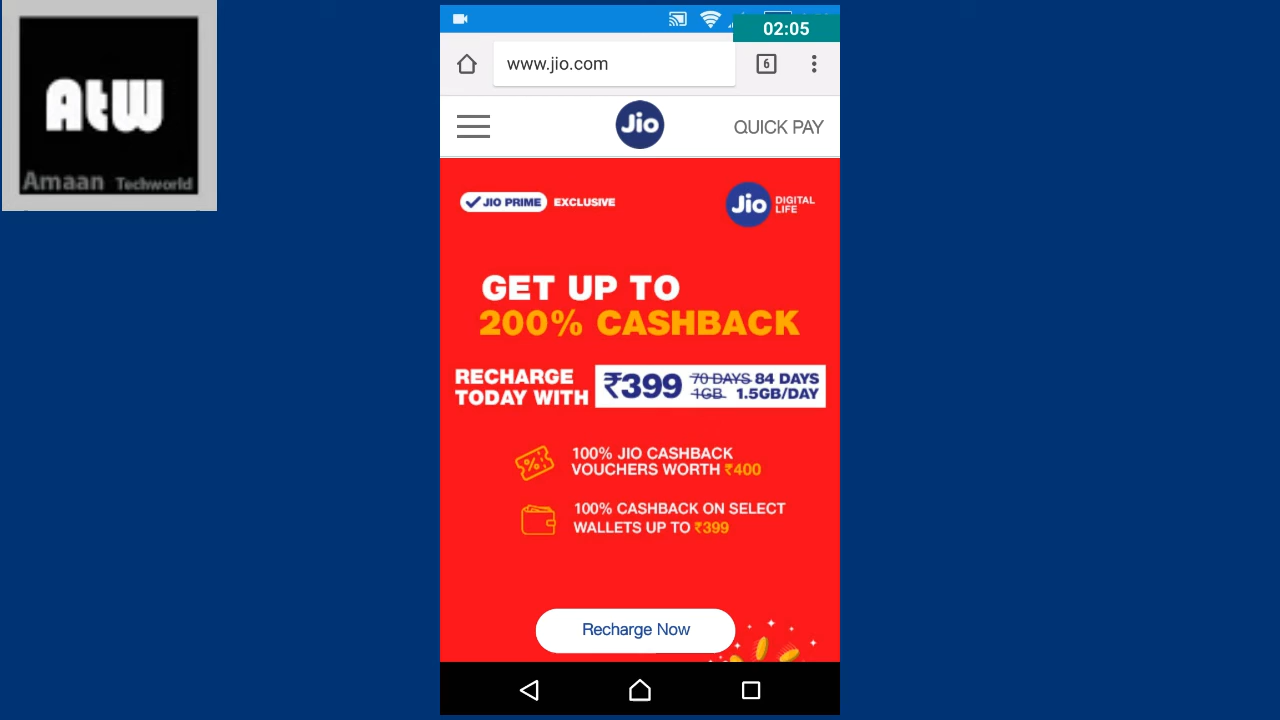 AtW
Amaan Techworld
02:05
www.jio.com
6
Jio
QUICK PAY
JIO PRIME EXCLUSIVE
Jio DIGITAL
LIFE
GET UP TO
200% CASHBACK
RECHARGE
TODAY WITH
₹399
70 DAYS 84 DAYS
1GB 1.5GB/DAY
100% JIO CASHBACK
VOUCHERS WORTH ₹400
100% CASHBACK ON SELECT
WALLETS UP TO ₹399
Recharge Now